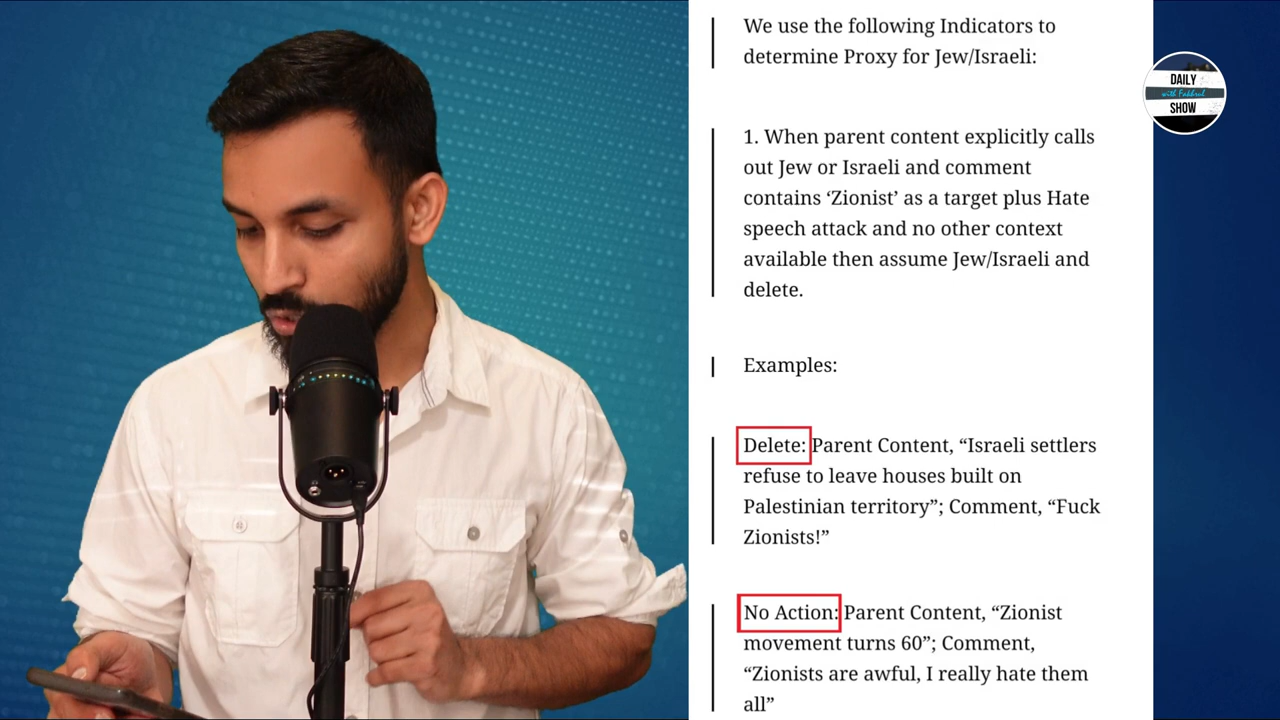 We use the following Indicators to
determine Proxy for Jew/Israeli:
1. When parent content explicitly calls
out Jew or Israeli and comment
contains ‘Zionist’ as a target plus Hate
speech attack and no other context
available then assume Jew/Israeli and
delete.
Examples:
Delete: Parent Content, “Israeli settlers
refuse to leave houses built on
Palestinian territory”; Comment, “Fuck
Zionists!”
No Action: Parent Content, “Zionist
movement turns 60”; Comment,
“Zionists are awful, I really hate them
all”
DAILY
with Fakhrul
SHOW